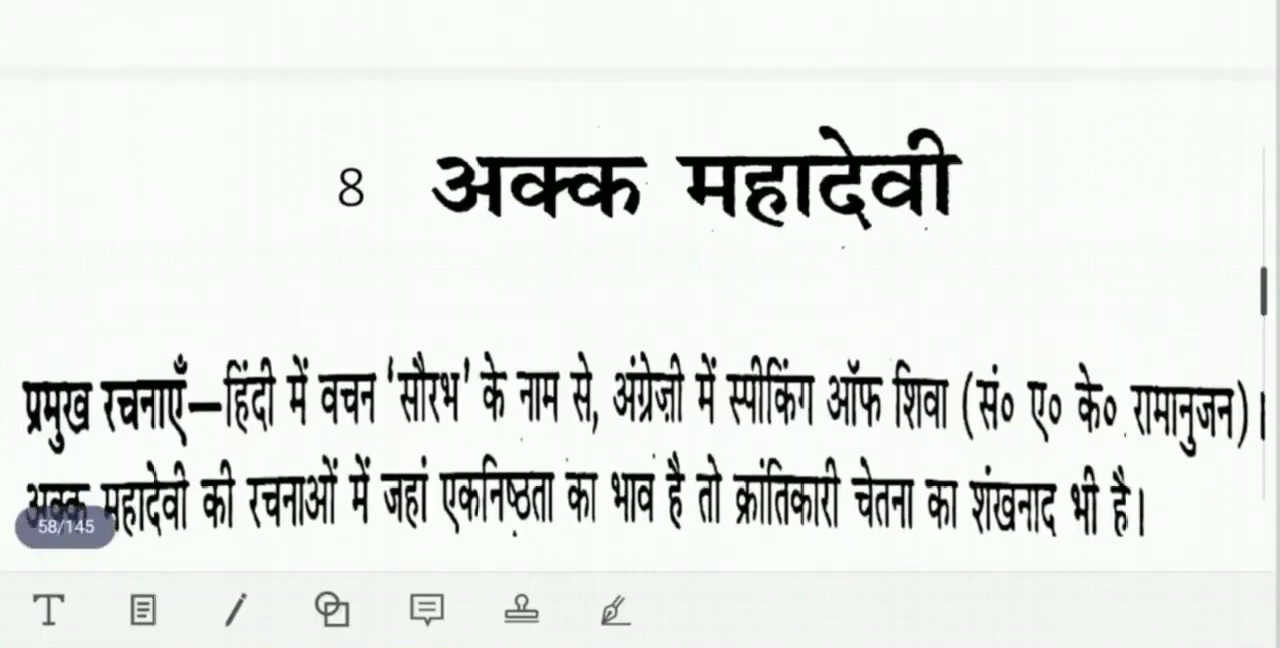 8 अक्क महादेवी
प्रमुख रचनाएँ—हिंदी में वचन 'सौरभ' के नाम से, अंग्रेज़ी में स्पीकिंग ऑफ शिवा (सं० ए० के० रामानुजन)।
अक्क महादेवी की रचनाओं में जहां एकनिष्ठता का भाव है तो क्रांतिकारी चेतना का शंखनाद भी है।
58/145
T